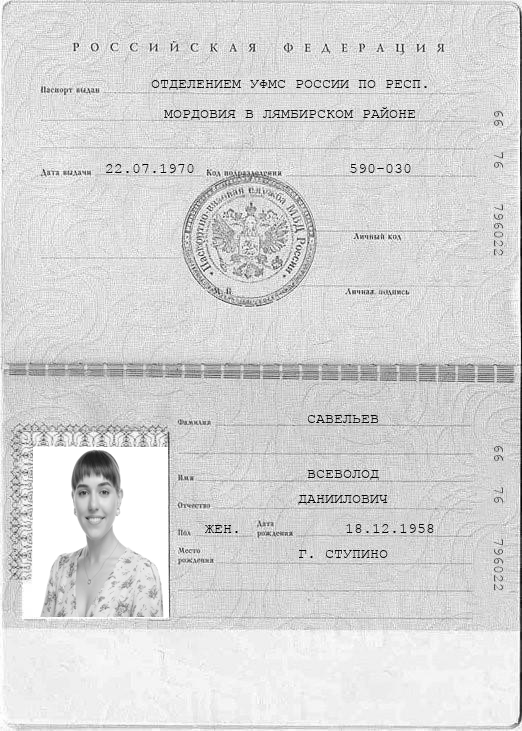 РОССИЙСКАЯ ФЕДЕРАЦИЯ
Паспорт выдан ОТДЕЛЕНИЕМ УФМС РОССИИ ПО РЕСП.
МОРДОВИЯ В ЛЯМБИРСКОМ РАЙОНЕ
Дата выдачи 22.07.1970 Код подразделения 590-030
Паспортно-визовая служба МВД России
Личный код
М. П. Личная подпись
66 76 796022
Фамилия САВЕЛЬЕВ
Имя ВСЕВОЛОД
Отчество ДАНИИЛОВИЧ
Пол ЖЕН. Дата рождения 18.12.1958
Место рождения Г. СТУПИНО
66 76 796022